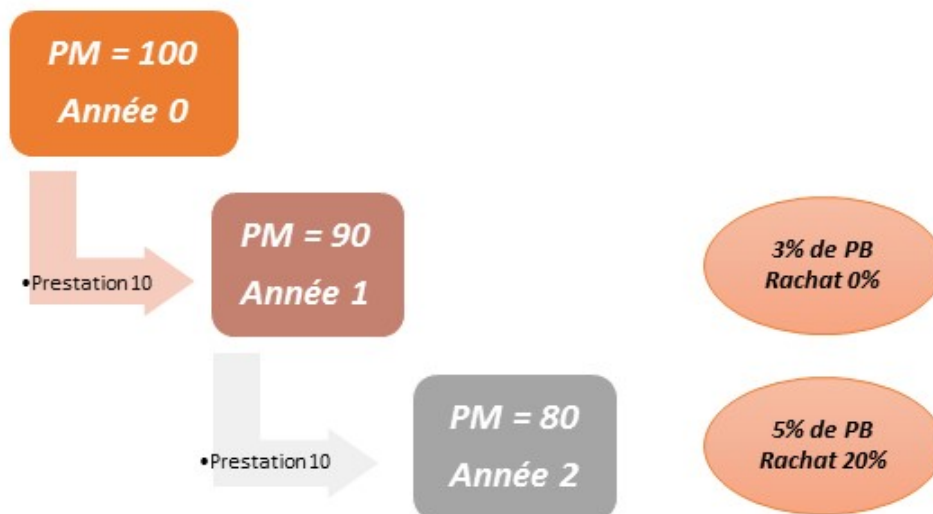 PM = 100
Année 0
•Prestation 10
PM = 90
Année 1
3% de PB
Rachat 0%
•Prestation 10
PM = 80
Année 2
5% de PB
Rachat 20%